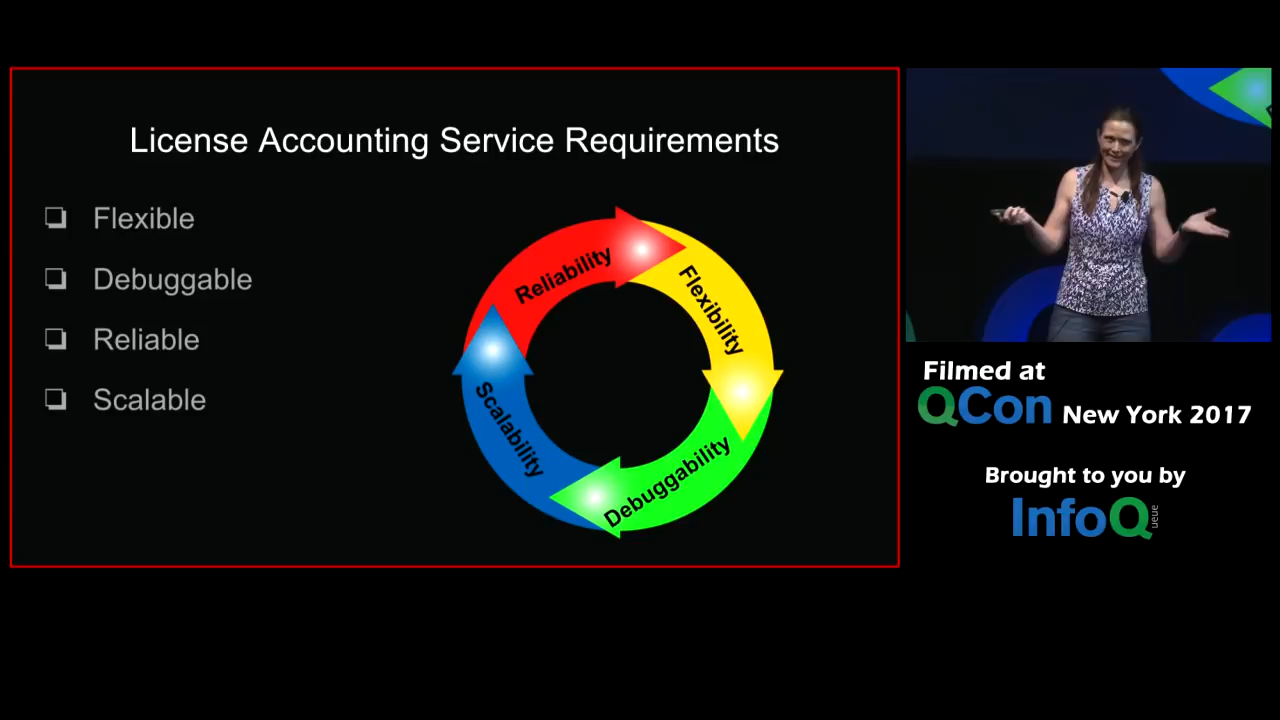 License Accounting Service Requirements
❏ Flexible
❏ Debuggable
❏ Reliable
❏ Scalable
Reliability
Flexibility
Debuggability
Scalability
Filmed at
QCon New York 2017
Brought to you by
InfoQ
ueue